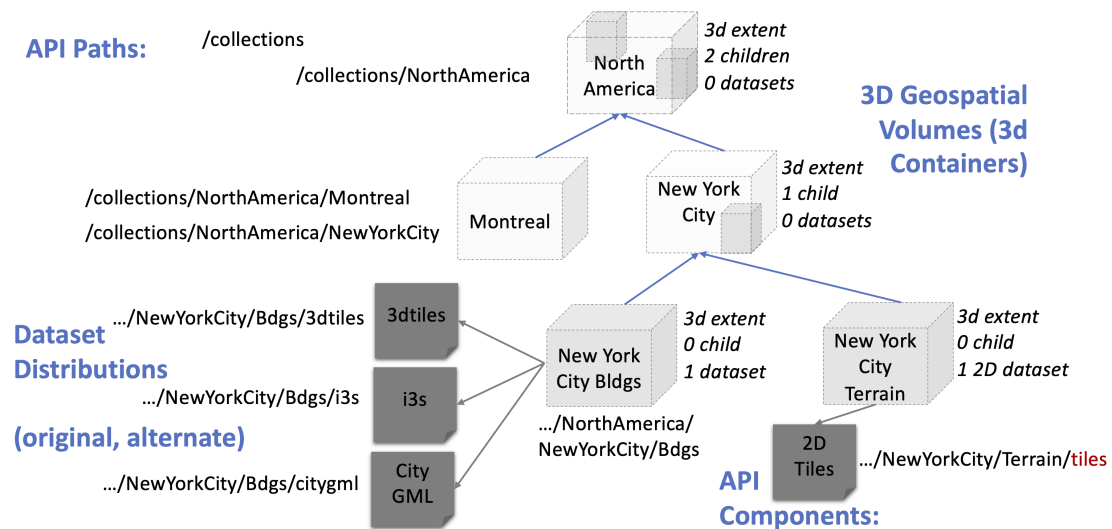 API Paths:
/collections
/collections/NorthAmerica
North
America
3d extent
2 children
0 datasets
3D Geospatial
Volumes (3d
Containers)
/collections/NorthAmerica/Montreal
/collections/NorthAmerica/NewYorkCity
Montreal
New York
City
3d extent
1 child
0 datasets
Dataset
Distributions
(original, alternate)
…/NewYorkCity/Bdgs/3dtiles
3dtiles
…/NewYorkCity/Bdgs/i3s
i3s
…/NewYorkCity/Bdgs/citygml
City
GML
New York
City Bldgs
3d extent
0 child
1 dataset
…/NorthAmerica/
NewYorkCity/Bdgs
New York
City
Terrain
3d extent
0 child
1 2D dataset
2D
Tiles
…/NewYorkCity/Terrain/tiles
API
Components: